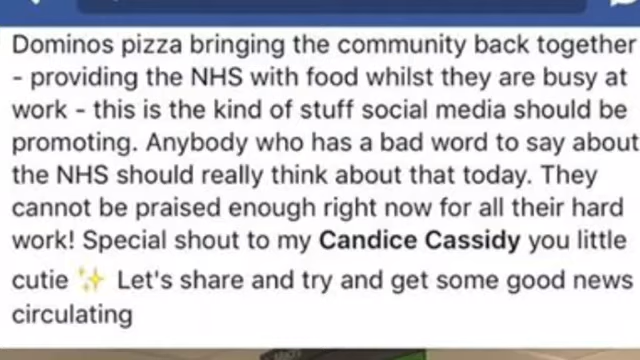 Dominos pizza bringing the community back together
- providing the NHS with food whilst they are busy at
work - this is the kind of stuff social media should be
promoting. Anybody who has a bad word to say about
the NHS should really think about that today. They
cannot be praised enough right now for all their hard
work! Special shout to my Candice Cassidy you little
cutie ✨ Let's share and try and get some good news
circulating